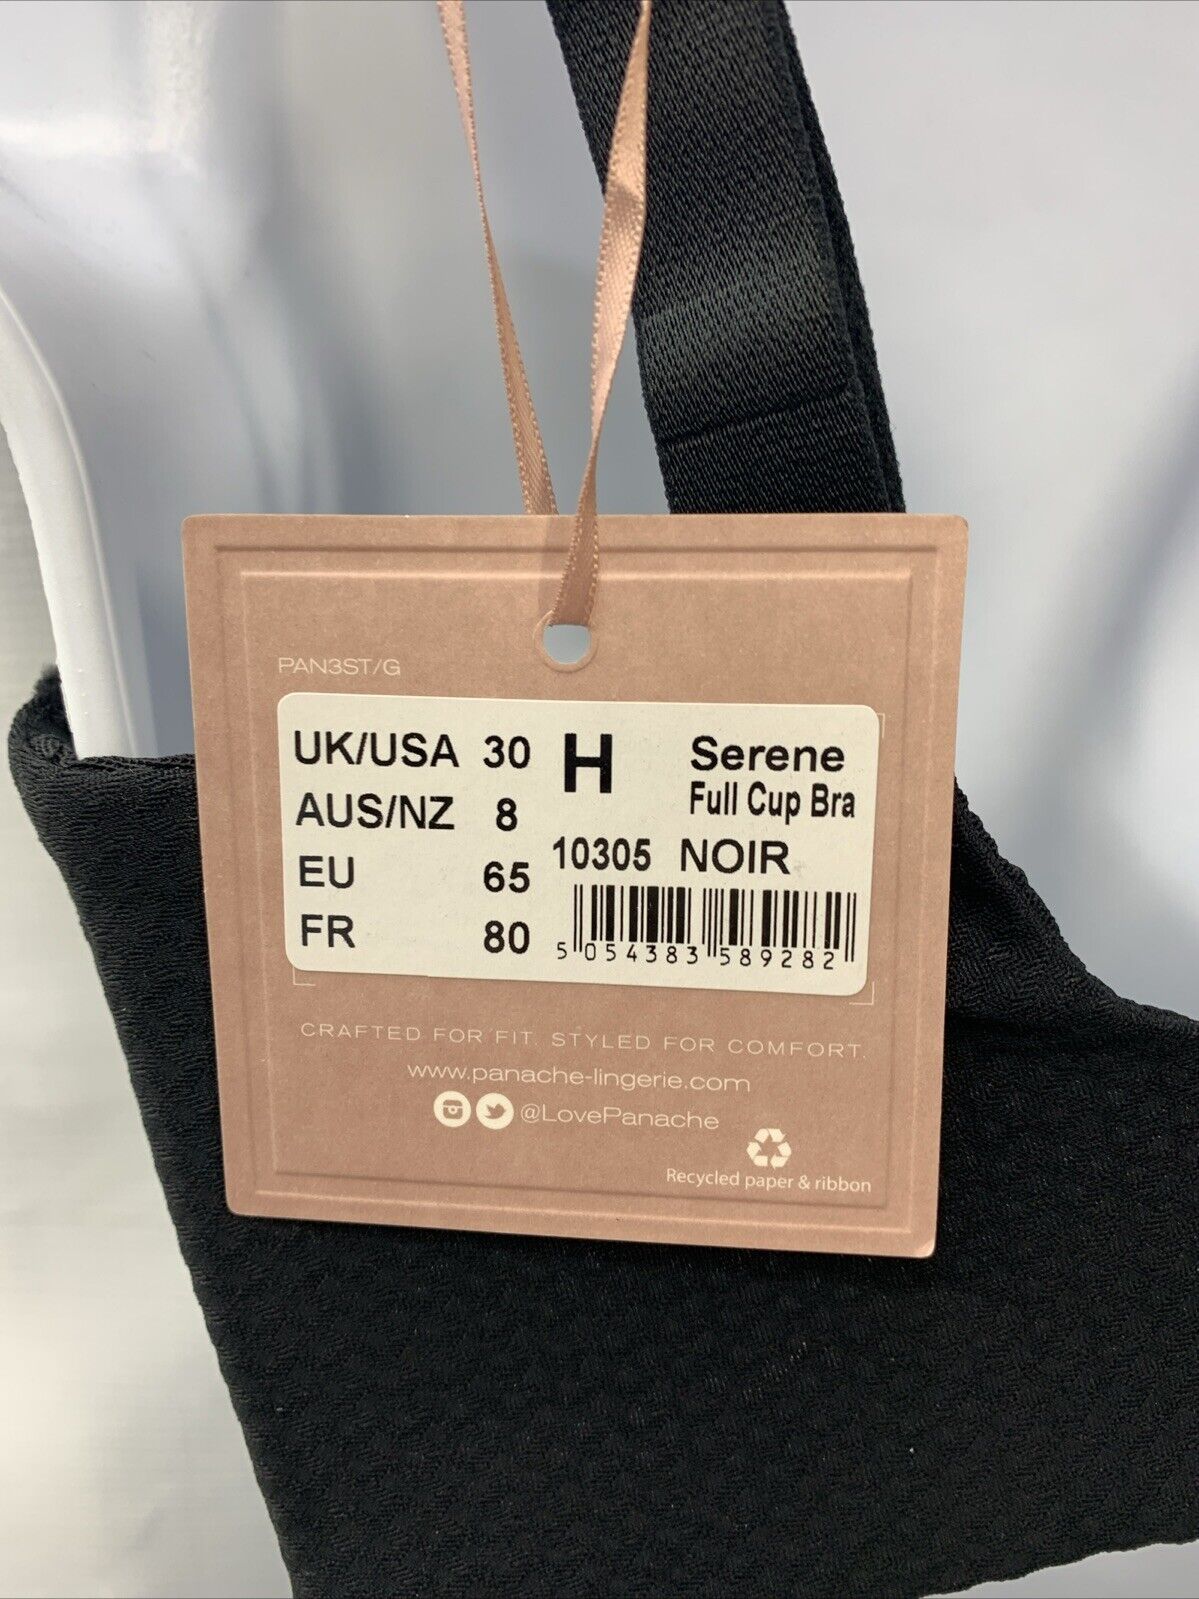 PAN3ST/G
UK/USA 30 H Serene
AUS/NZ 8 Full Cup Bra
EU 65 10305 NOIR
FR 80
5 054383 589282
CRAFTED FOR FIT. STYLED FOR COMFORT.
www.panache-lingerie.com
@LovePanache
Recycled paper & ribbon